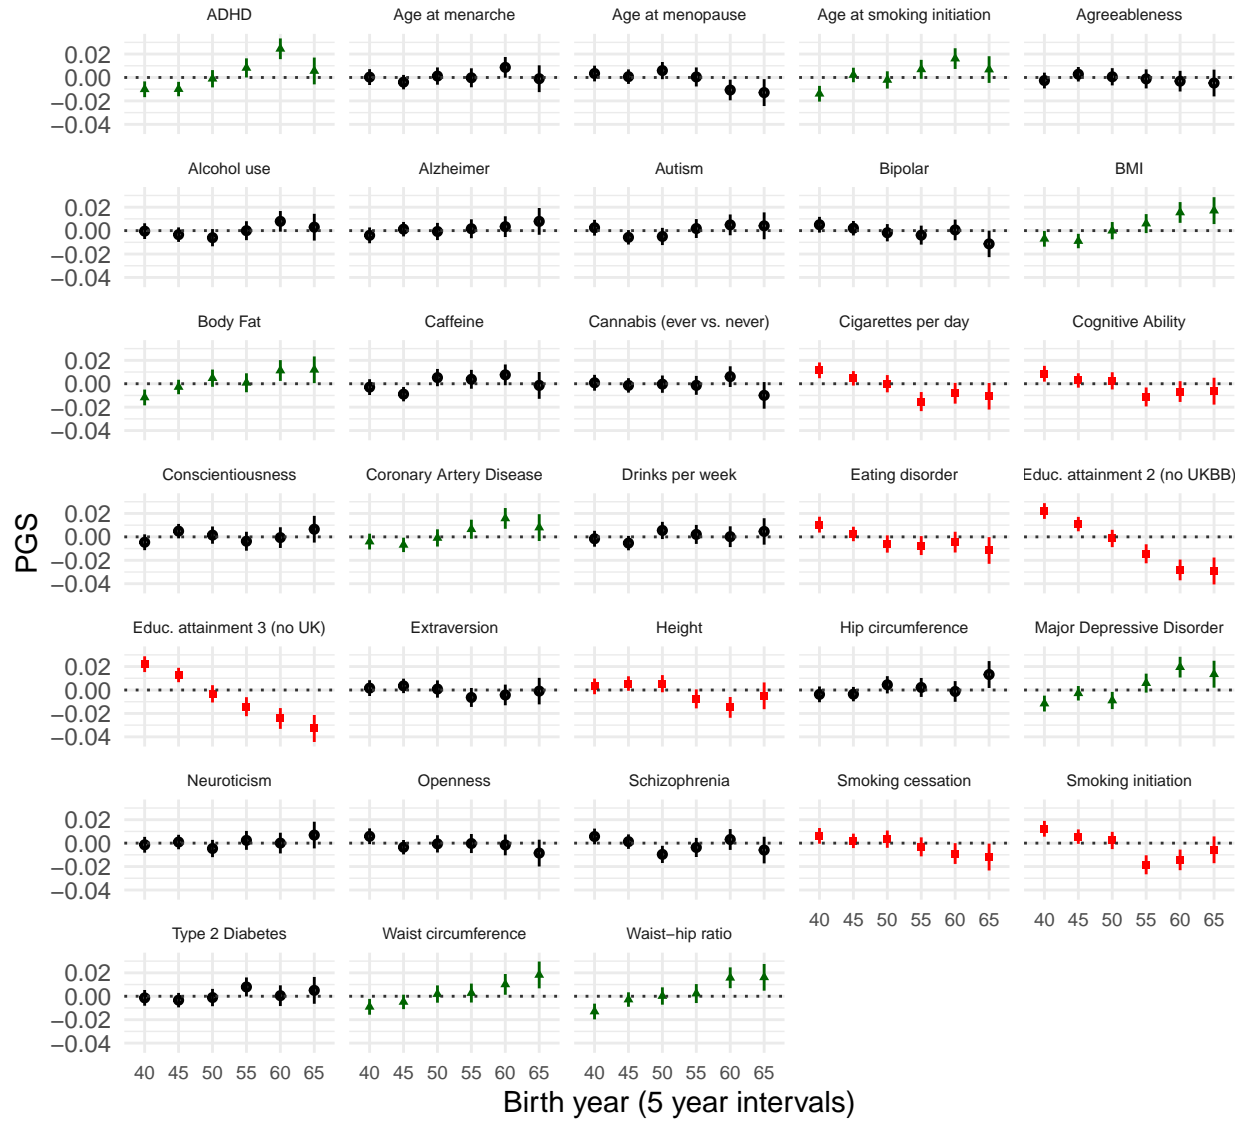 ADHD Age at menarche Age at menopause Age at smoking initiation Agreeableness
0.02
0.00
−0.02
−0.04
Alcohol use Alzheimer Autism Bipolar BMI
0.02
0.00
−0.02
−0.04
Body Fat Caffeine Cannabis (ever vs. never) Cigarettes per day Cognitive Ability
0.02
0.00
−0.02
−0.04
Conscientiousness Coronary Artery Disease Drinks per week Eating disorder Educ. attainment 2 (no UKBB)
0.02
0.00
−0.02
−0.04
PGS
Educ. attainment 3 (no UK) Extraversion Height Hip circumference Major Depressive Disorder
0.02
0.00
−0.02
−0.04
Neuroticism Openness Schizophrenia Smoking cessation Smoking initiation
0.02
0.00
−0.02
−0.04
40 45 50 55 60 65 40 45 50 55 60 65
Type 2 Diabetes Waist circumference Waist−hip ratio
0.02
0.00
−0.02
−0.04
40 45 50 55 60 65 40 45 50 55 60 65 40 45 50 55 60 65
Birth year (5 year intervals)